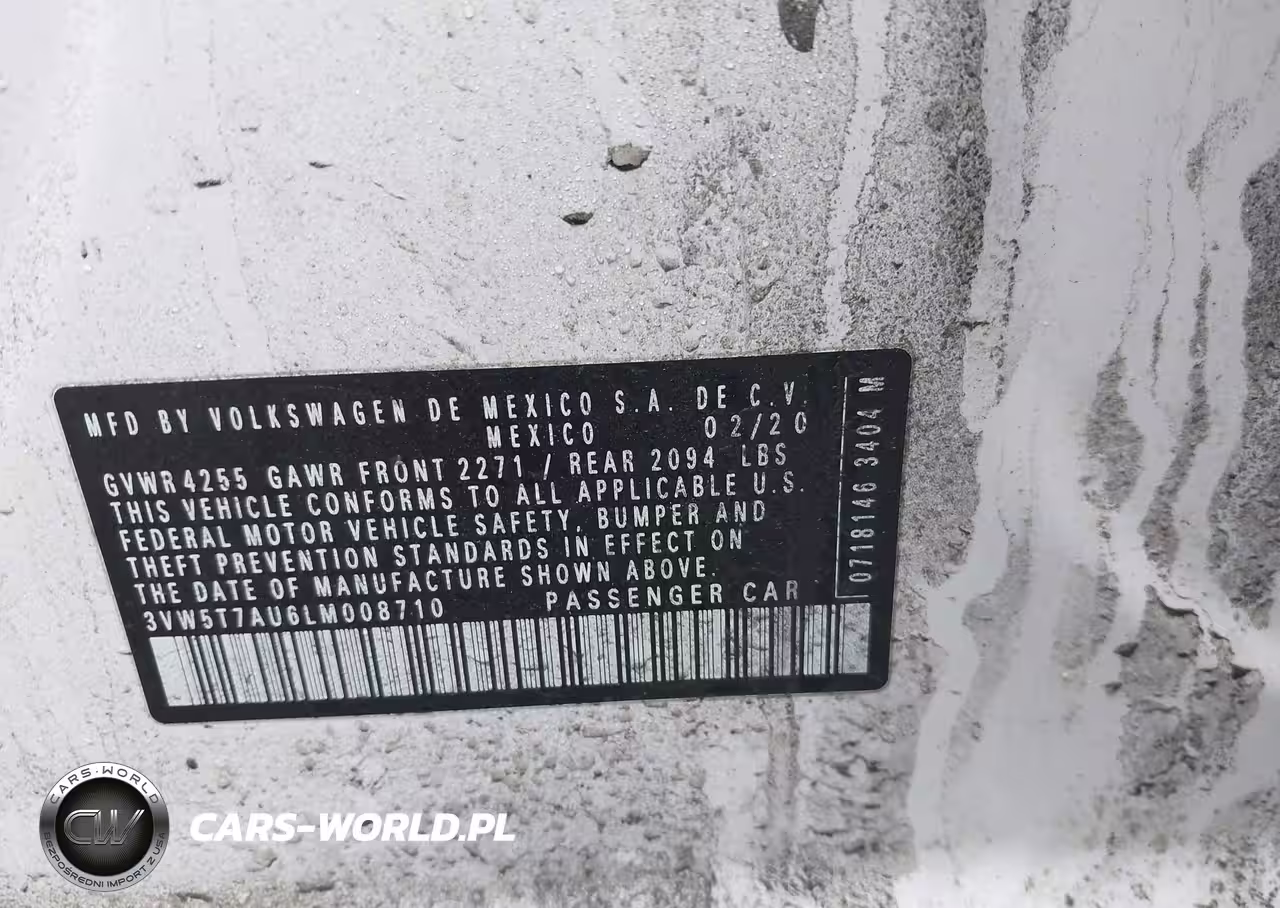 MFD BY VOLKSWAGEN DE MEXICO S.A. DE C.V.
MEXICO 02/20
GVWR 4255 GAWR FRONT 2271 / REAR 2094 LBS
THIS VEHICLE CONFORMS TO ALL APPLICABLE U.S.
FEDERAL MOTOR VEHICLE SAFETY, BUMPER AND
THEFT PREVENTION STANDARDS IN EFFECT ON
THE DATE OF MANUFACTURE SHOWN ABOVE.
3VW5T7AU6LM008710 PASSENGER CAR
0718146 3404 M
CARS-WORLD
CW
BEZPOŚREDNI IMPORT Z USA
CARS-WORLD.PL